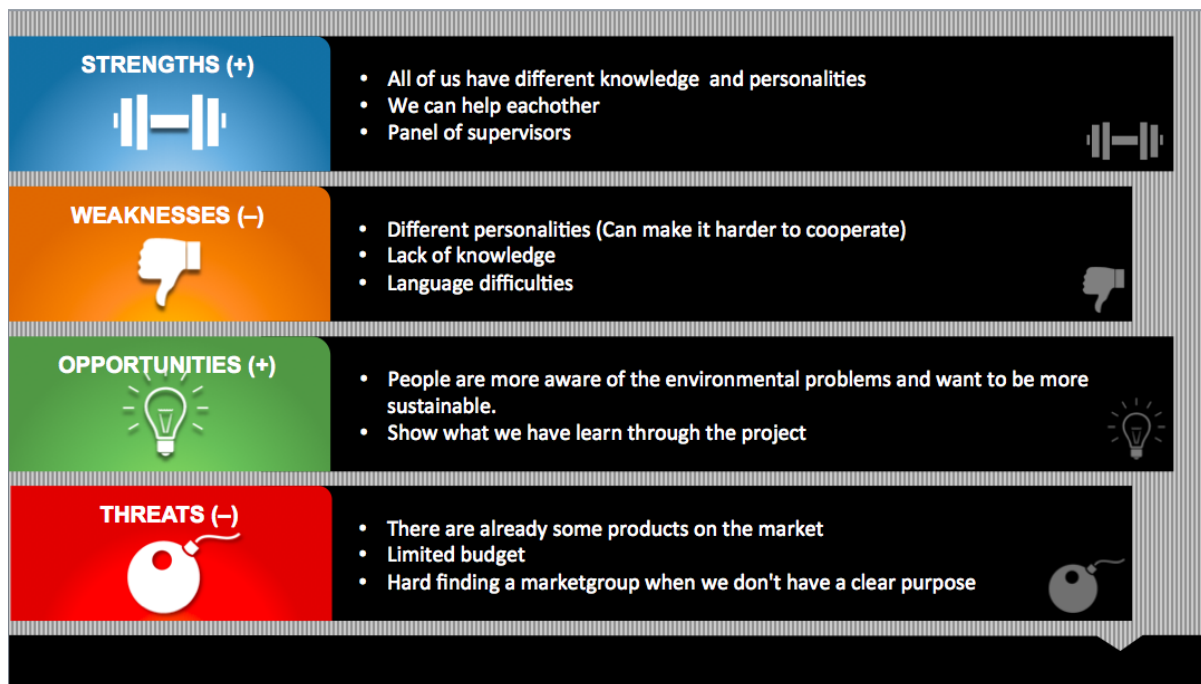 STRENGTHS (+)
• All of us have different knowledge and personalities
• We can help eachother
• Panel of supervisors
WEAKNESSES (–)
• Different personalities (Can make it harder to cooperate)
• Lack of knowledge
• Language difficulties
OPPORTUNITIES (+)
• People are more aware of the environmental problems and want to be more
sustainable.
• Show what we have learn through the project
THREATS (–)
• There are already some products on the market
• Limited budget
• Hard finding a marketgroup when we don't have a clear purpose